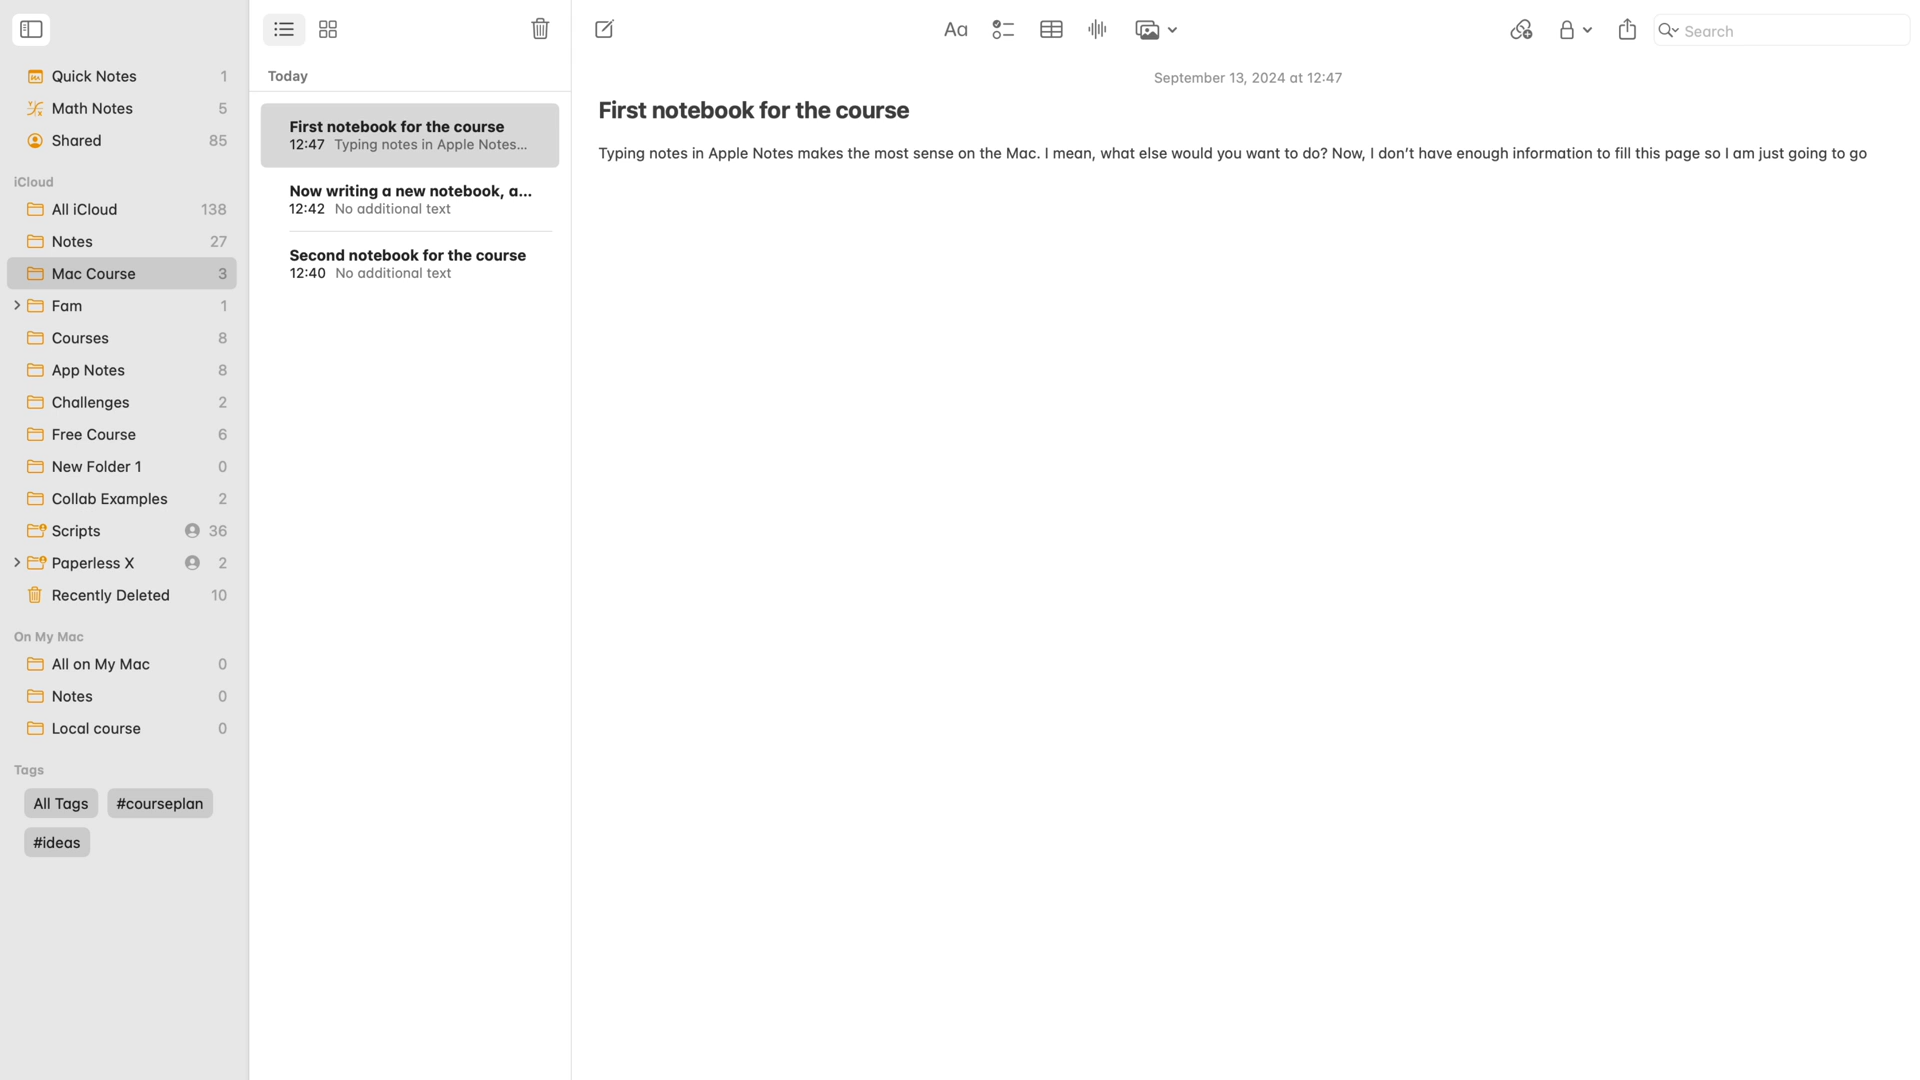 Quick Notes 1
Math Notes 5
Shared 85
iCloud
All iCloud 138
Notes 27
Mac Course 3
Fam 1
Courses 8
App Notes 8
Challenges 2
Free Course 6
New Folder 1 0
Collab Examples 2
Scripts 36
Paperless X 2
Recently Deleted 10
On My Mac
All on My Mac 0
Notes 0
Local course 0
Tags
All Tags #courseplan
#ideas
Today
First notebook for the course
12:47 Typing notes in Apple Notes...
Now writing a new notebook, a...
12:42 No additional text
Second notebook for the course
12:40 No additional text
Aa
Search
September 13, 2024 at 12:47
First notebook for the course
Typing notes in Apple Notes makes the most sense on the Mac. I mean, what else would you want to do? Now, I don’t have enough information to fill this page so I am just going to go